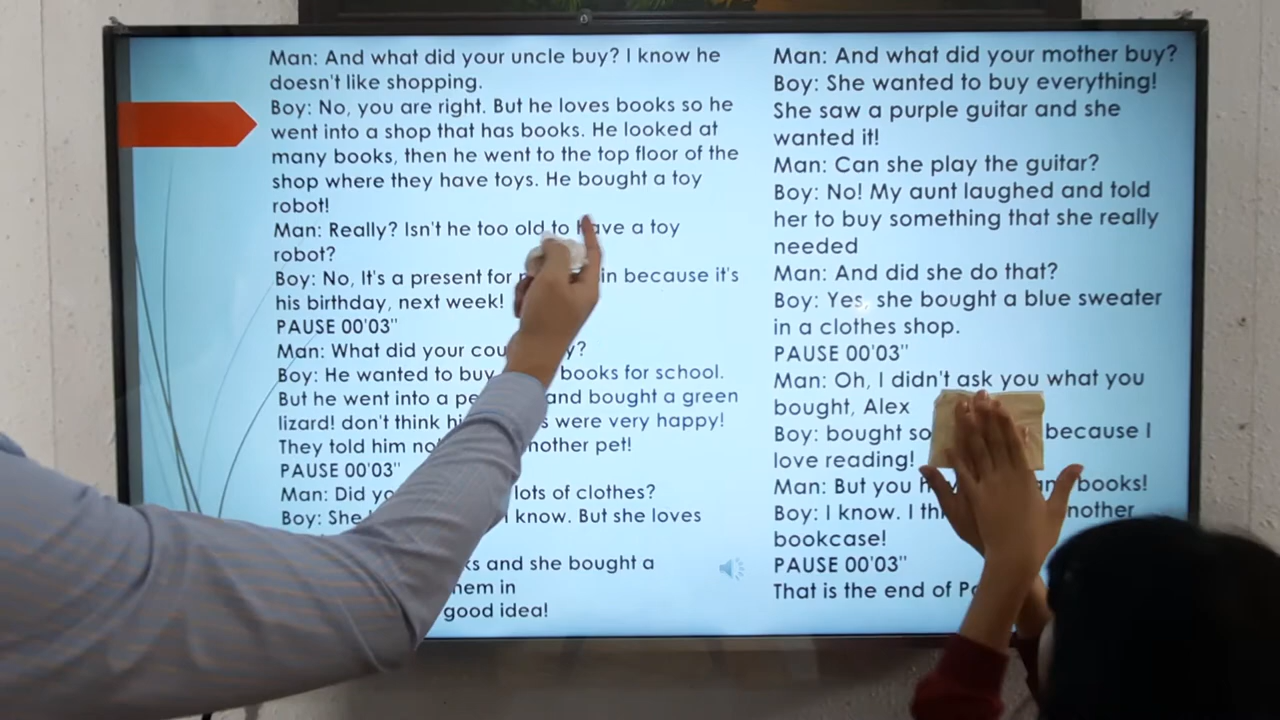 Man: And what did your uncle buy? I know he
doesn't like shopping.
Boy: No, you are right. But he loves books so he
went into a shop that has books. He looked at
many books, then he went to the top floor of the
shop where they have toys. He bought a toy
robot!
Man: Really? Isn't he too old to have a toy
robot?
Boy: No, It's a present for in because it's
his birthday, next week!
PAUSE 00'03"
Man: What did your
Boy: He wanted to buy books for school.
But he went into a and bought a green
lizard! don't think were very happy!
They told him another pet!
PAUSE 00'03"
Man: Did lots of clothes?
Boy: She I know. But she loves
and she bought a
in
good idea!
Man: And what did your mother buy?
Boy: She wanted to buy everything!
She saw a purple guitar and she
wanted it!
Man: Can she play the guitar?
Boy: No! My aunt laughed and told
her to buy something that she really
needed
Man: And did she do that?
Boy: Yes, she bought a blue sweater
in a clothes shop.
PAUSE 00'03"
Man: Oh, I didn't ask you what you
bought, Alex
Boy: bought because I
love reading!
Man: But you books!
Boy: I know. I another
bookcase!
PAUSE 00'03"
That is the end of